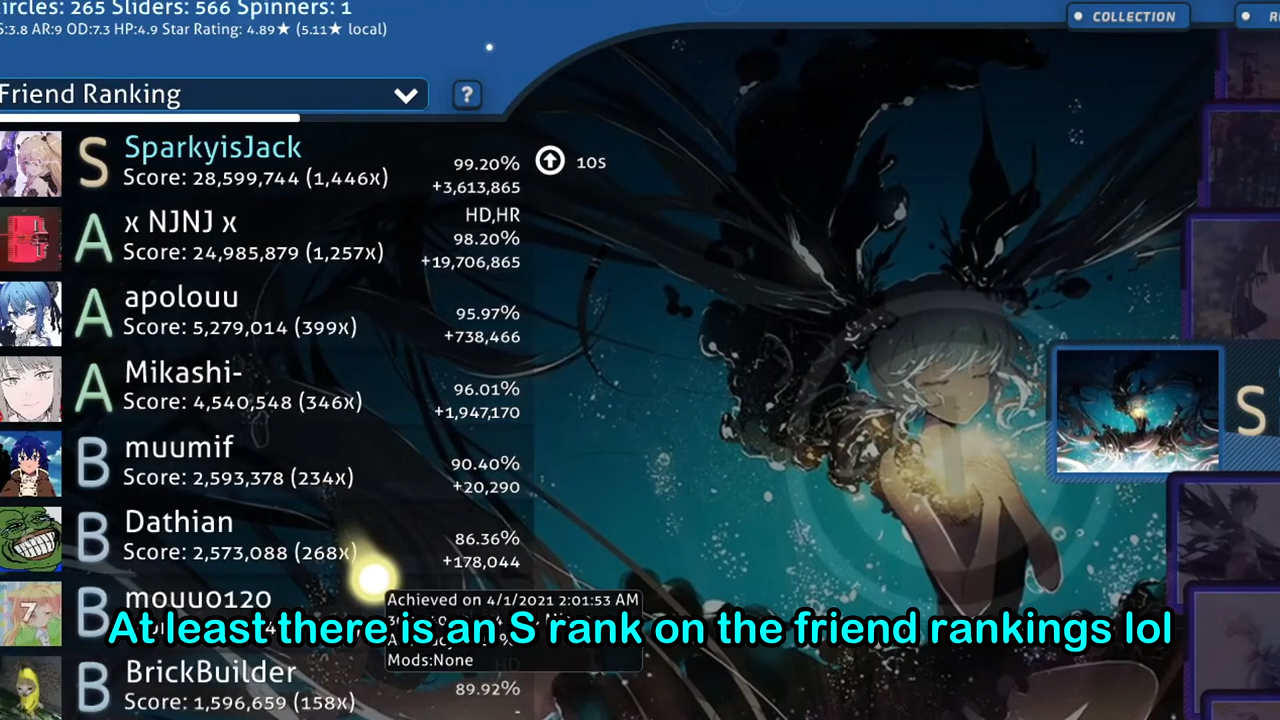 ircles: 265 Sliders: 566 Spinners: 1
S:3.8 AR:9 OD:7.3 HP:4.9 Star Rating: 4.89★ (5.11★ local)
COLLECTION
Friend Ranking
?
S SparkyisJack
Score: 28,599,744 (1,446x)
99.20%
+3,613,865
10s
A x NJNJ x
Score: 24,985,879 (1,257x)
HD,HR
98.20%
+19,706,865
A apolouu
Score: 5,279,014 (399x)
95.97%
+738,466
A Mikashi-
Score: 4,540,548 (346x)
96.01%
+1,947,170
B muumif
Score: 2,593,378 (234x)
90.40%
+20,290
B Dathian
Score: 2,573,088 (268x)
86.36%
+178,044
7
B mouu0120
Achieved on 4/1/2021 2:01:53 AM
At least there is an S rank on the friend rankings lol
Mods:None
HD
B BrickBuilder
Score: 1,596,659 (158x)
89.92%
-
S